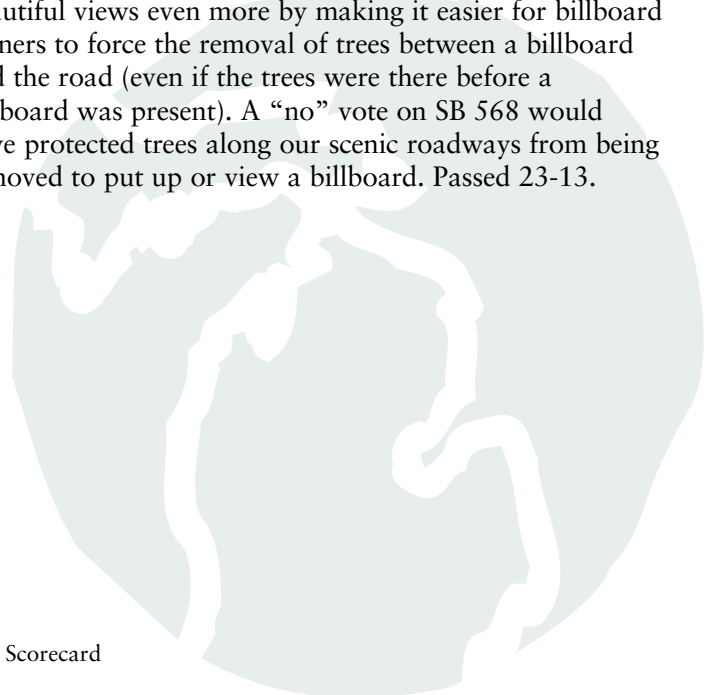 utiful views even more by making it easier for billboard
ners to force the removal of trees between a billboard
d the road (even if the trees were there before a
board was present). A “no” vote on SB 568 would
ve protected trees along our scenic roadways from being
moved to put up or view a billboard. Passed 23-13.
Scorecard